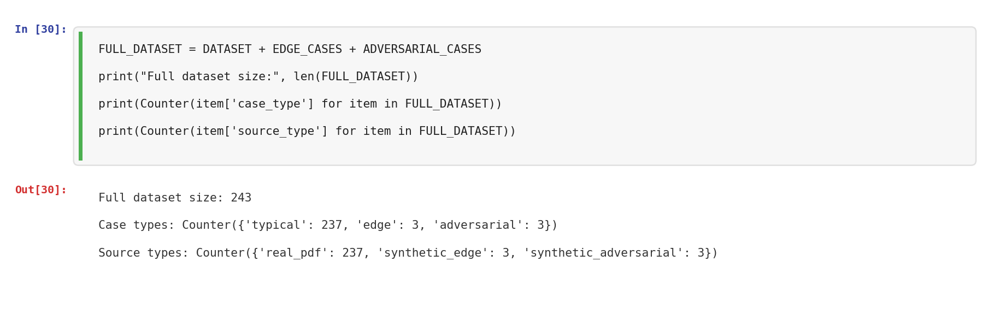 In [30]:
FULL_DATASET = DATASET + EDGE_CASES + ADVERSARIAL_CASES
print("Full dataset size:", len(FULL_DATASET))
print(Counter(item['case_type'] for item in FULL_DATASET))
print(Counter(item['source_type'] for item in FULL_DATASET))
Out[30]:
Full dataset size: 243
Case types: Counter({'typical': 237, 'edge': 3, 'adversarial': 3})
Source types: Counter({'real_pdf': 237, 'synthetic_edge': 3, 'synthetic_adversarial': 3})